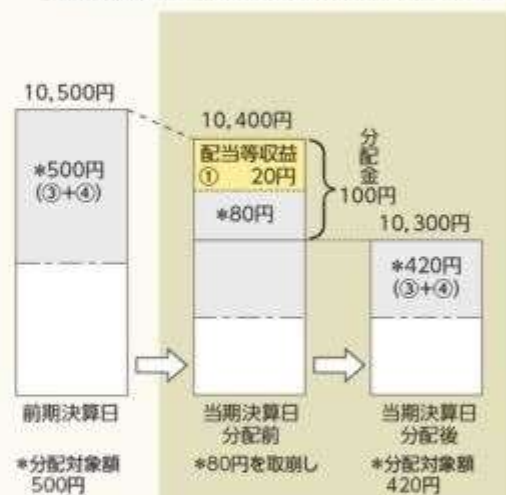 10,500円
*500円
(③+④)
前期決算日
*分配対象額
500円
10,400円
配当等収益
① 20円
*80円
分配金
100円
当期決算日
分配前
*80円を取崩し
10,300円
*420円
(③+④)
当期決算日
分配後
*分配対象額
420円